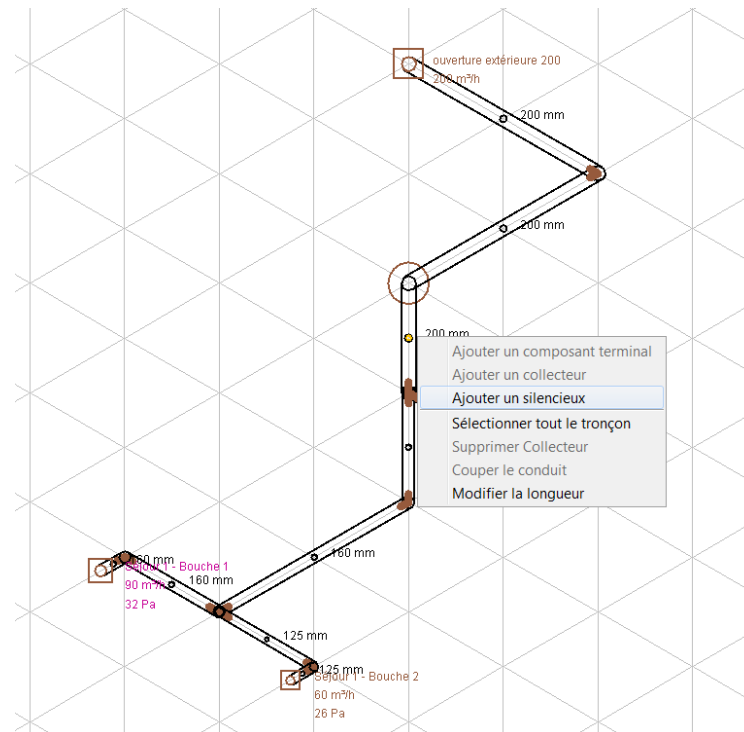 ouverture extérieure 200
200 m³/h
200 mm
200 mm
200 mm
Ajouter un composant terminal
Ajouter un collecteur
Ajouter un silencieux
Sélectionner tout le tronçon
Supprimer Collecteur
Couper le conduit
Modifier la longueur
160 mm
160 mm
Séjour 1 - Bouche 1
90 m³/h
32 Pa
160 mm
125 mm
125 mm
Séjour 1 - Bouche 2
60 m³/h
26 Pa